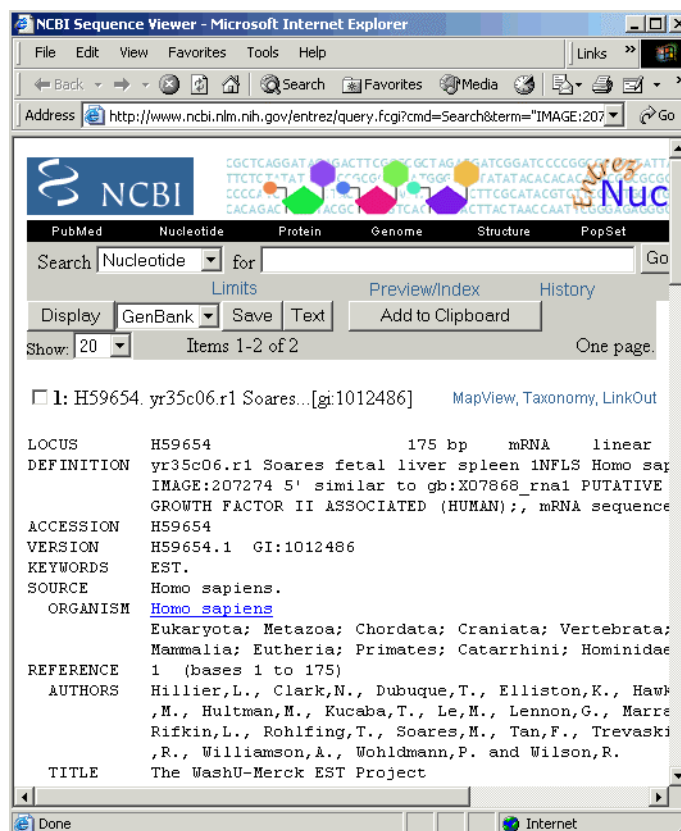 NCBI Sequence Viewer - Microsoft Internet Explorer
File Edit View Favorites Tools Help Links »
Back Search Favorites Media
Address http://www.ncbi.nlm.nih.gov/entrez/query.fcgi?cmd=Search&term="IMAGE:207 Go
NCBI Entrez Nuc
PubMed Nucleotide Protein Genome Structure PopSet
Search Nucleotide for Go
Limits Preview/Index History
Display GenBank Save Text Add to Clipboard
Show: 20 Items 1-2 of 2 One page.
1: H59654. yr35c06.r1 Soares...[gi:1012486] MapView, Taxonomy, LinkOut
LOCUS H59654 175 bp mRNA linear
DEFINITION yr35c06.r1 Soares fetal liver spleen 1NFLS Homo sap
IMAGE:207274 5' similar to gb:X07868_rna1 PUTATIVE
GROWTH FACTOR II ASSOCIATED (HUMAN);, mRNA sequence
ACCESSION H59654
VERSION H59654.1 GI:1012486
KEYWORDS EST.
SOURCE Homo sapiens.
ORGANISM Homo sapiens
Eukaryota; Metazoa; Chordata; Craniata; Vertebrata;
Mammalia; Eutheria; Primates; Catarrhini; Hominidae
REFERENCE 1 (bases 1 to 175)
AUTHORS Hillier,L., Clark,N., Dubuque,T., Elliston,K., Hawk
,M., Hultman,M., Kucaba,T., Le,M., Lennon,G., Marra
Rifkin,L., Rohlfing,T., Soares,M., Tan,F., Trevaski
,R., Williamson,A., Wohldmann,P. and Wilson,R.
TITLE The WashU-Merck EST Project
Done Internet